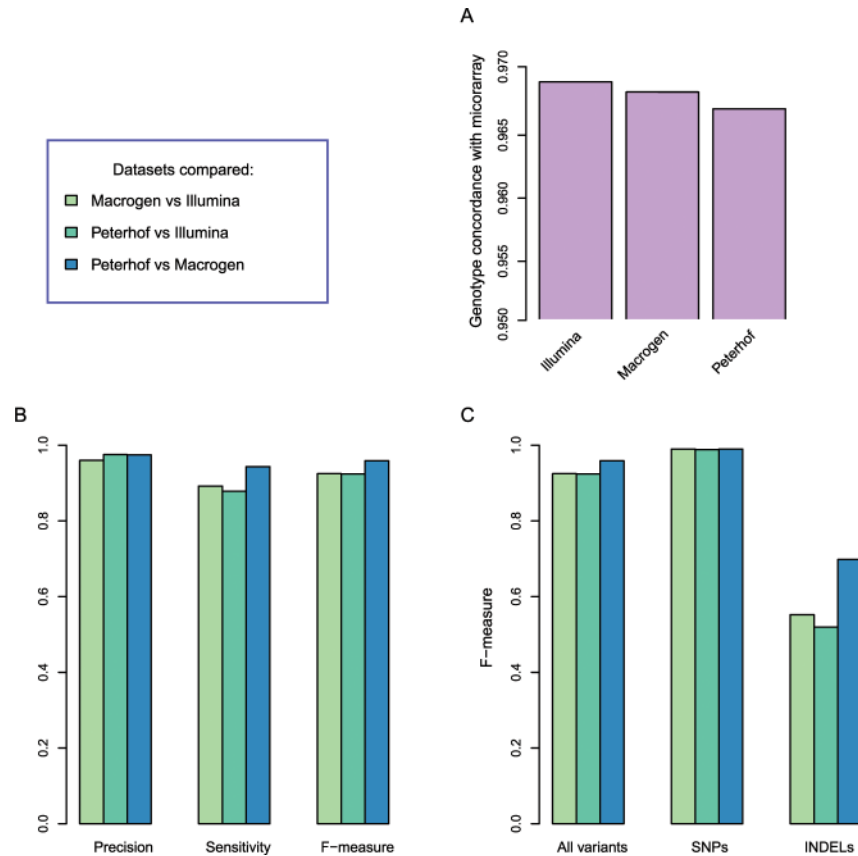 A
Genotype concordance with micorarray
0.970
0.965
0.960
0.955
0.950
Illumina
Macrogen
Peterhof
Datasets compared:
Macrogen vs Illumina
Peterhof vs Illumina
Peterhof vs Macrogen
B
1.0
0.8
0.6
0.4
0.2
0.0
Precision
Sensitivity
F−measure
C
F−measure
1.0
0.8
0.6
0.4
0.2
0.0
All variants
SNPs
INDELs